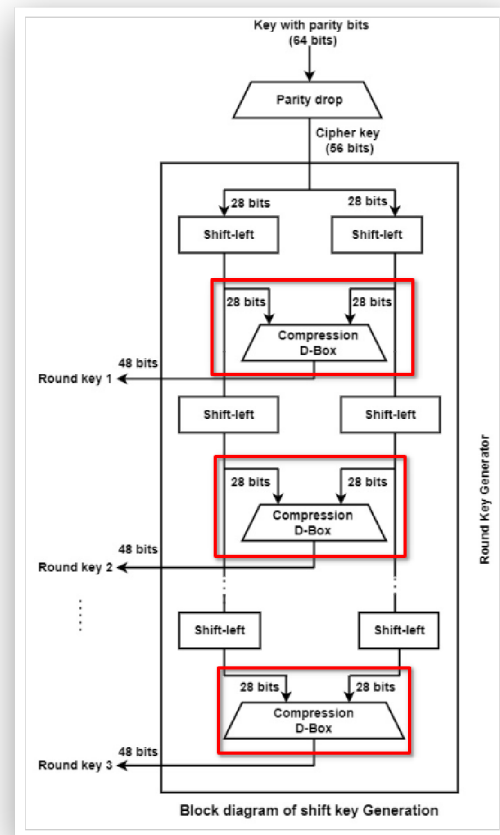 Key with parity bits
(64 bits)
Parity drop
Cipher key
(56 bits)
28 bits
28 bits
Shift-left
Shift-left
28 bits
28 bits
Compression
D-Box
48 bits
Round key 1
Shift-left
Shift-left
28 bits
28 bits
Compression
D-Box
48 bits
Round key 2
Shift-left
Shift-left
28 bits
28 bits
Compression
D-Box
48 bits
Round key 3
Round Key Generator
Block diagram of shift key Generation